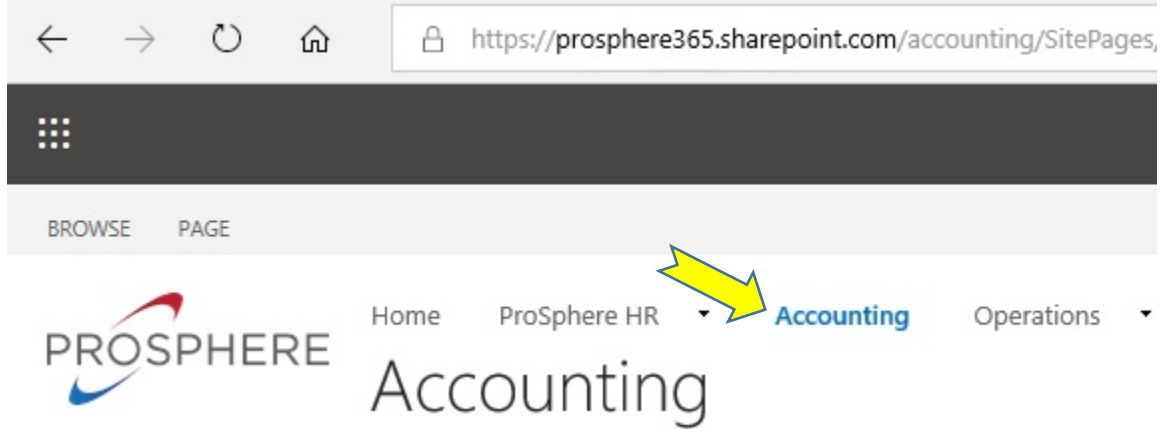 https://prosphere365.sharepoint.com/accounting/SitePages/
BROWSE PAGE
PROSPHERE
Home ProSphere HR Accounting Operations
Accounting